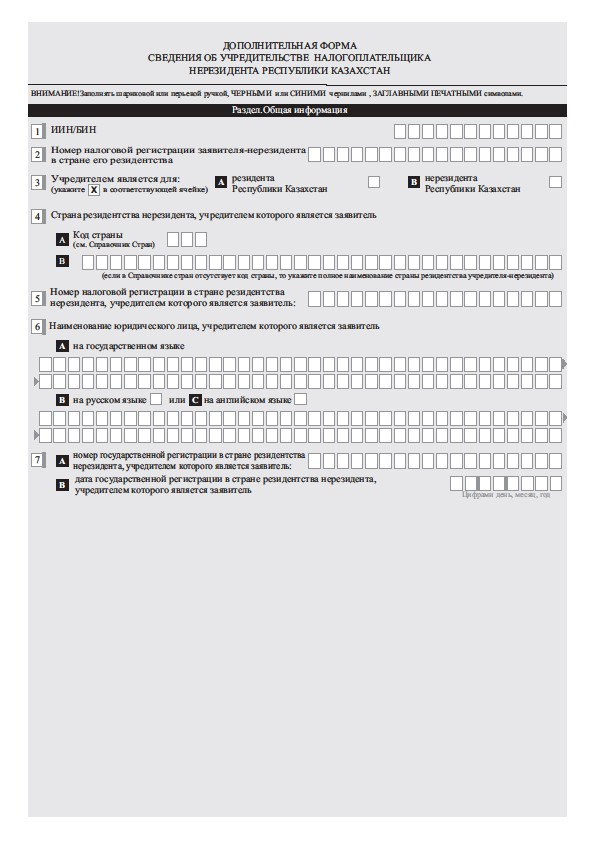 ДОПОЛНИТЕЛЬНАЯ ФОРМА
СВЕДЕНИЯ ОБ УЧРЕДИТЕЛЬСТВЕ НАЛОГОПЛАТЕЛЬЩИКА
НЕРЕЗИДЕНТА РЕСПУБЛИКИ КАЗАХСТАН
ВНИМАНИЕ!Заполнять шариковой или перьевой ручкой, ЧЕРНЫМИ или СИНИМИ чернилами , ЗАГЛАВНЫМИ ПЕЧАТНЫМИ символами.
Раздел.Общая информация
1 ИИН/БИН
2 Номер налоговой регистрации заявителя-нерезидента
в стране его резидентства
3 Учредителем является для: A резидента B нерезидента
(укажите X в соответствующей ячейке) Республики Казахстан Республики Казахстан
4 Страна резидентства нерезидента, учредителем которого является заявитель
A Код страны
(см. Справочник Стран)
B
(если в Справочнике стран отсутствует код страны, то укажите полное наименование страны резидентства учредителя-нерезидента)
5 Номер налоговой регистрации в стране резидентства
нерезидента, учредителем которого является заявитель:
6 Наименование юридического лица, учредителем которого является заявитель
A на государственном языке
B на русском языке или C на английском языке
7 A номер государственной регистрации в стране резидентства
нерезидента, учредителем которого является заявитель:
B дата государственной регистрации в стране резидентства нерезидента,
учредителем которого является заявитель
Цифрами день, месяц, год